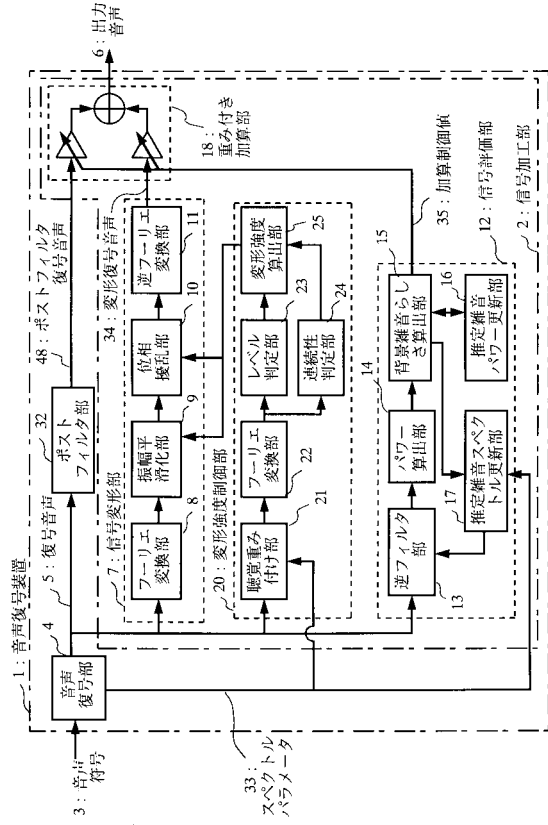 1：音声復号装置
3：音声
符号
4
音声
復号部
5：復号音声
33：
スペクトル
パラメータ
32
ポスト
フィルタ部
48：ポストフィルタ
復号音声
6：出力
音声
18：
重み付き
加算部
7：信号変形部
8
フーリエ
変換部
9
振幅平
滑化部
10
位相
擾乱部
11
逆フーリエ
変換部
34：変形復号音声
20：変形強度制御部
21
聴覚重み
付け部
22
フーリエ
変換部
23
レベル
判定部
24
連続性
判定部
25
変形強度
算出部
13
逆フィルタ
部
14
パワー
算出部
15
背景雑音らし
さ算出部
16
推定雑音
パワー更新部
17
推定雑音スペク
トル更新部
35：加算制御値
12：信号評価部
2：信号加工部